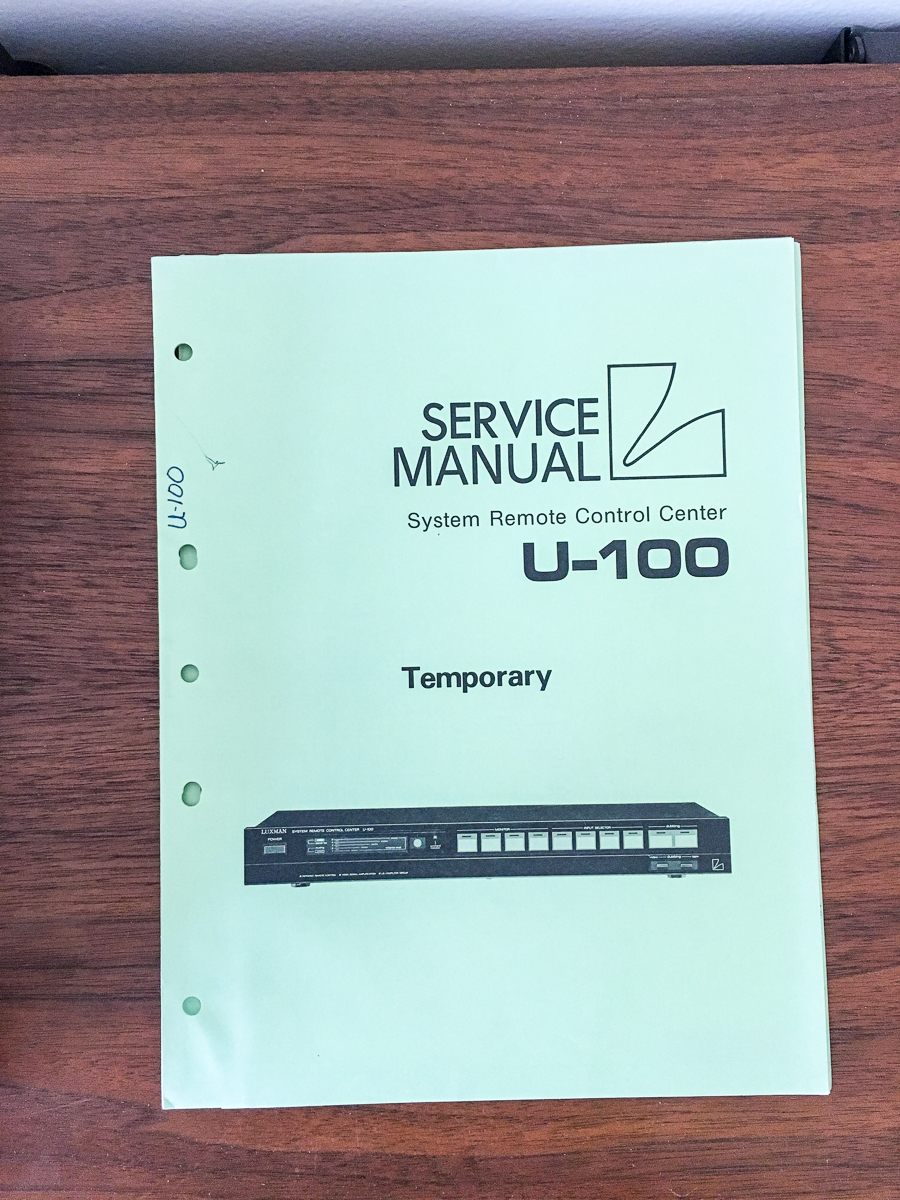 SERVICE
MANUAL
System Remote Control Center
U-100
U-100
Temporary
LUXMAN SYSTEM REMOTE CONTROL CENTER U-100
POWER
MONITOR
INPUT SELECTOR